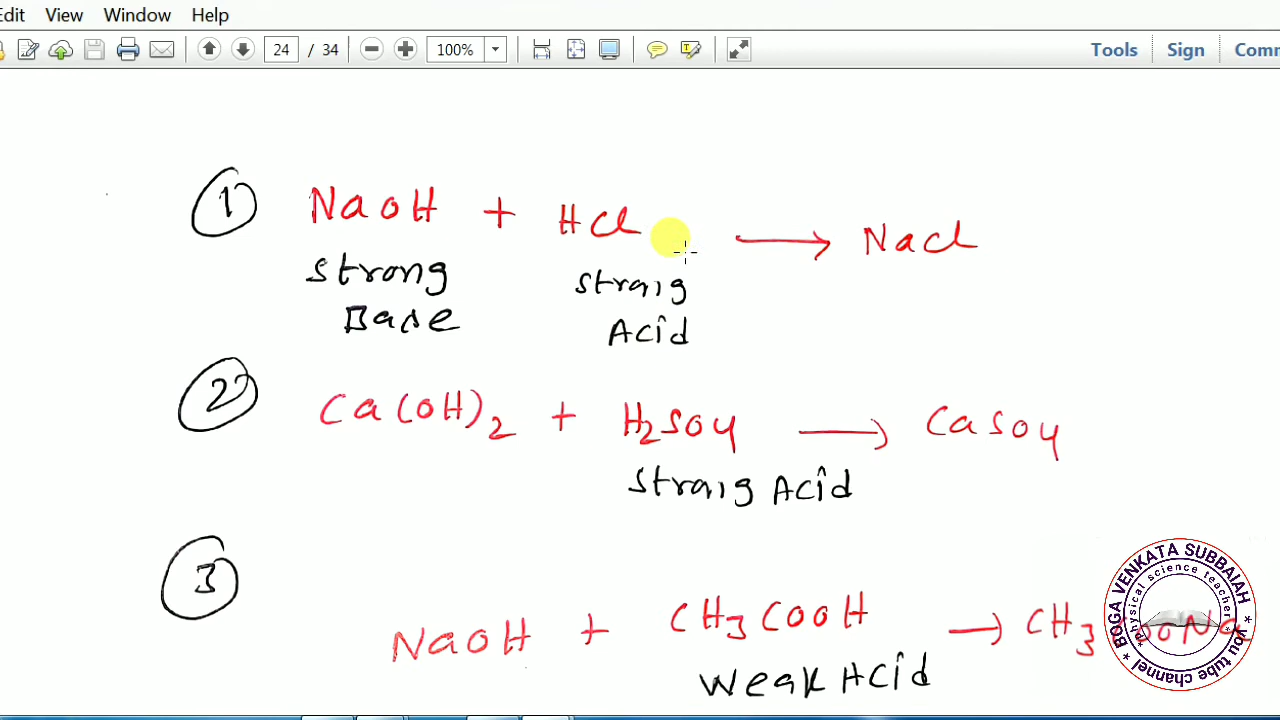 Edit View Window Help
24 / 34 100% Tools Sign Comm
1 NaOH + HCl → NaCl
Strong Straig
Base Acid
2 Ca(OH)2 + H2SO4 → CaSO4
Straig Acid
3
NaOH + CH3COOH → CH3
Weak Acid
BOGA VENKATA SUBBAIAH
Physical science teacher
* you tube channel *